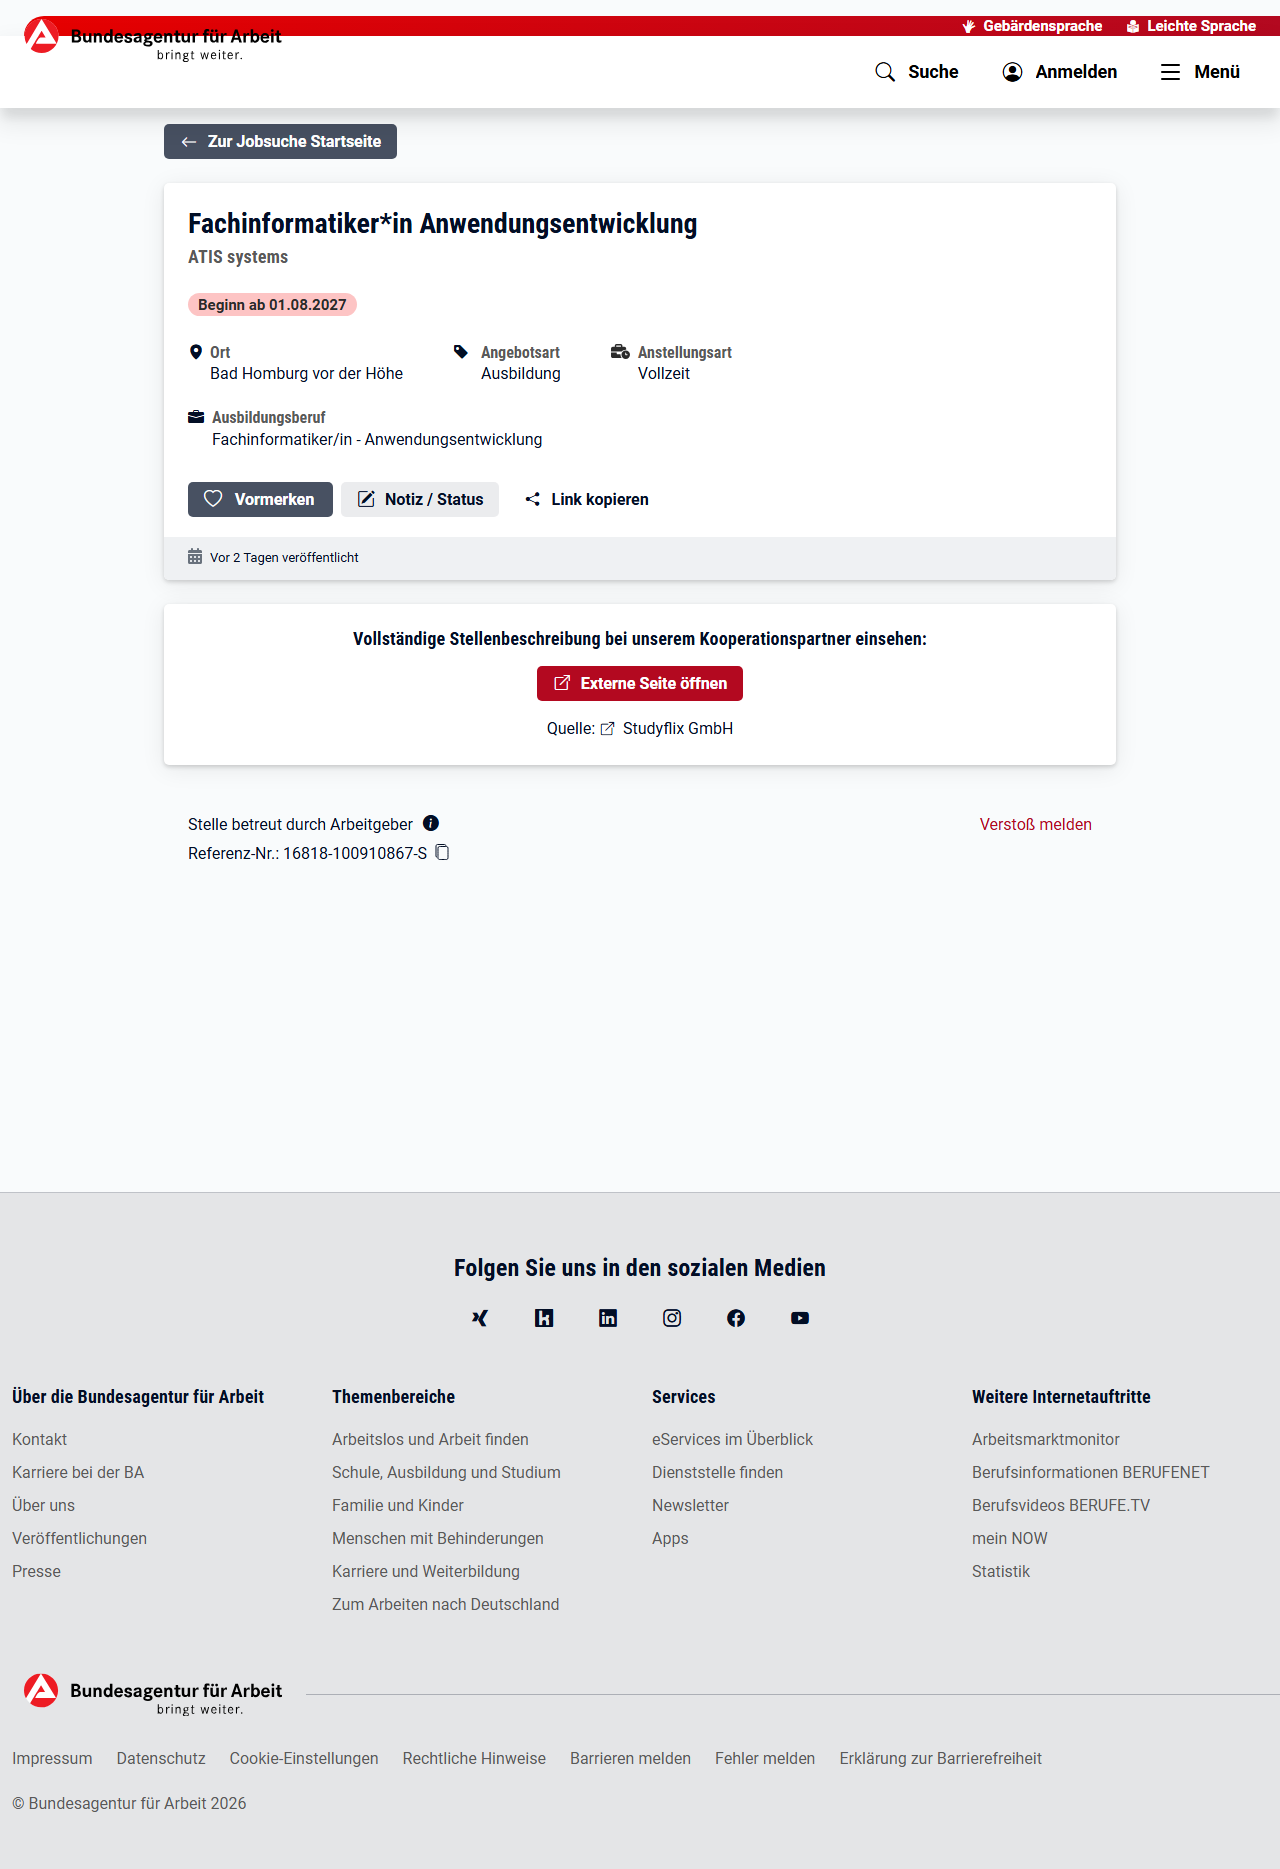 Gebärdensprache
Leichte Sprache
Bundesagentur für Arbeit
bringt weiter.
Suche
Anmelden
Menü
Zur Jobsuche Startseite
Fachinformatiker*in Anwendungsentwicklung
ATIS systems
Beginn ab 01.08.2027
Ort
Bad Homburg vor der Höhe
Angebotsart
Ausbildung
Anstellungsart
Vollzeit
Ausbildungsberuf
Fachinformatiker/in - Anwendungsentwicklung
Vormerken
Notiz / Status
Link kopieren
Vor 2 Tagen veröffentlicht
Vollständige Stellenbeschreibung bei unserem Kooperationspartner einsehen:
Externe Seite öffnen
Quelle: Studyflix GmbH
Stelle betreut durch Arbeitgeber
Verstoß melden
Referenz-Nr.: 16818-100910867-S
Folgen Sie uns in den sozialen Medien
Über die Bundesagentur für Arbeit
Kontakt
Karriere bei der BA
Über uns
Veröffentlichungen
Presse
Themenbereiche
Arbeitslos und Arbeit finden
Schule, Ausbildung und Studium
Familie und Kinder
Menschen mit Behinderungen
Karriere und Weiterbildung
Zum Arbeiten nach Deutschland
Services
eServices im Überblick
Dienststelle finden
Newsletter
Apps
Weitere Internetauftritte
Arbeitsmarktmonitor
Berufsinformationen BERUFENET
Berufsvideos BERUFE.TV
mein NOW
Statistik
Bundesagentur für Arbeit
bringt weiter.
Impressum Datenschutz Cookie-Einstellungen Rechtliche Hinweise Barrieren melden Fehler melden Erklärung zur Barrierefreiheit
© Bundesagentur für Arbeit 2026